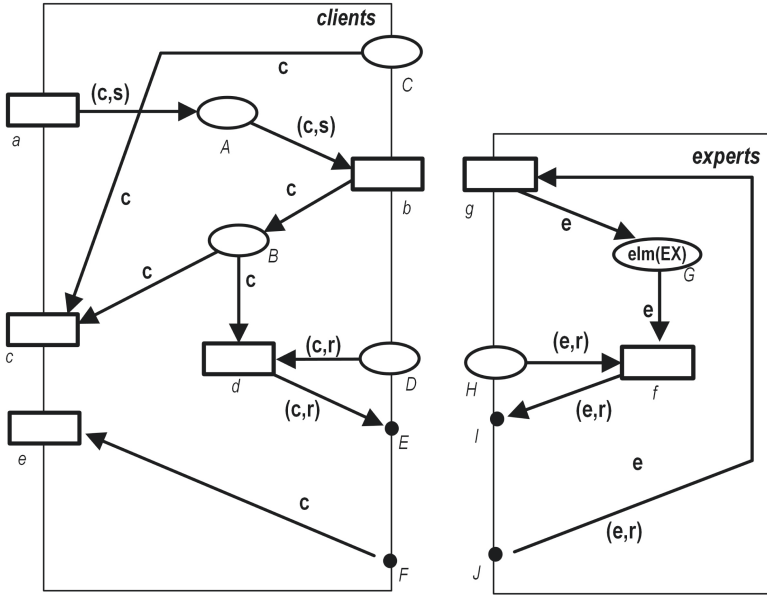 clients
c
C
(c,s)
a
A
(c,s)
experts
b
g
c
c
e
B
elm(EX)
G
c
c
e
c
(c,r)
(e,r)
d
D
H
f
(c,r)
(e,r)
E
I
e
e
c
(e,r)
F
J